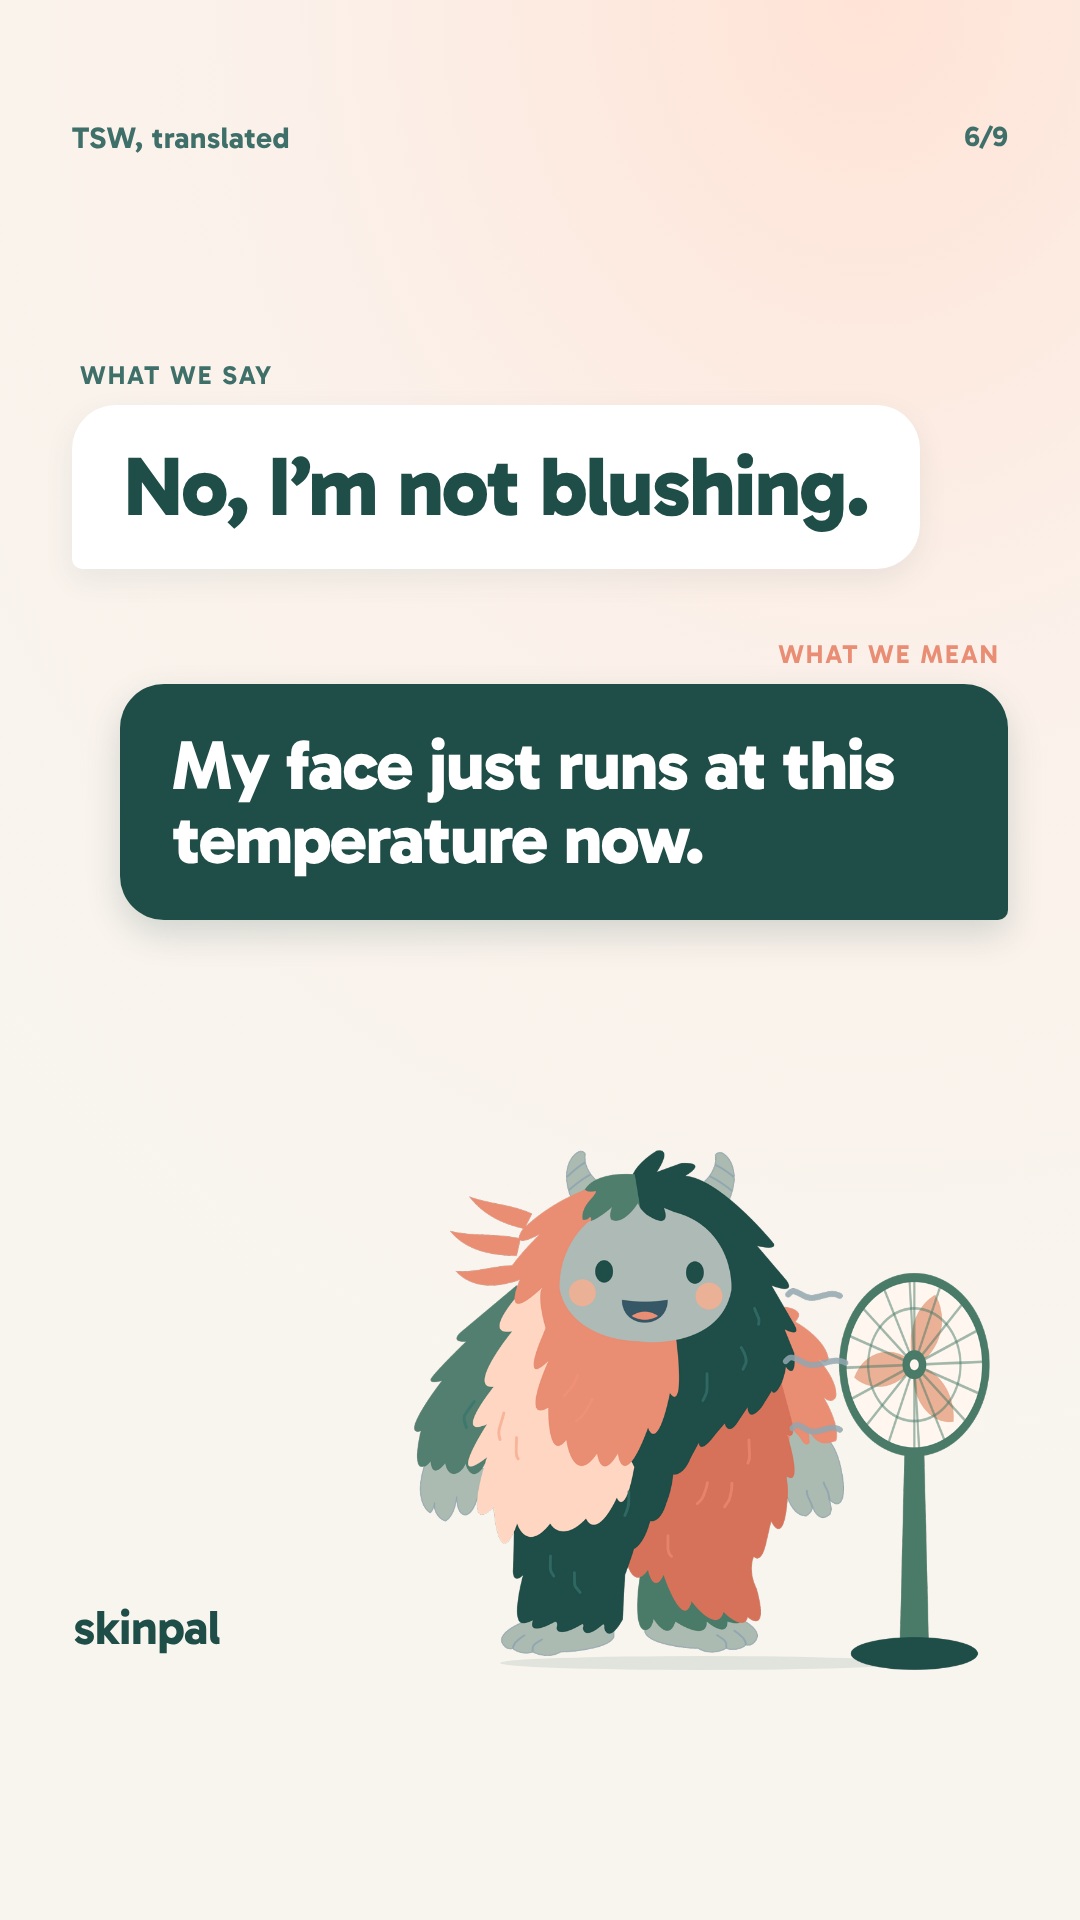 TSW, translated
6/9
WHAT WE SAY
No, I’m not blushing.
WHAT WE MEAN
My face just runs at this
temperature now.
skinpal